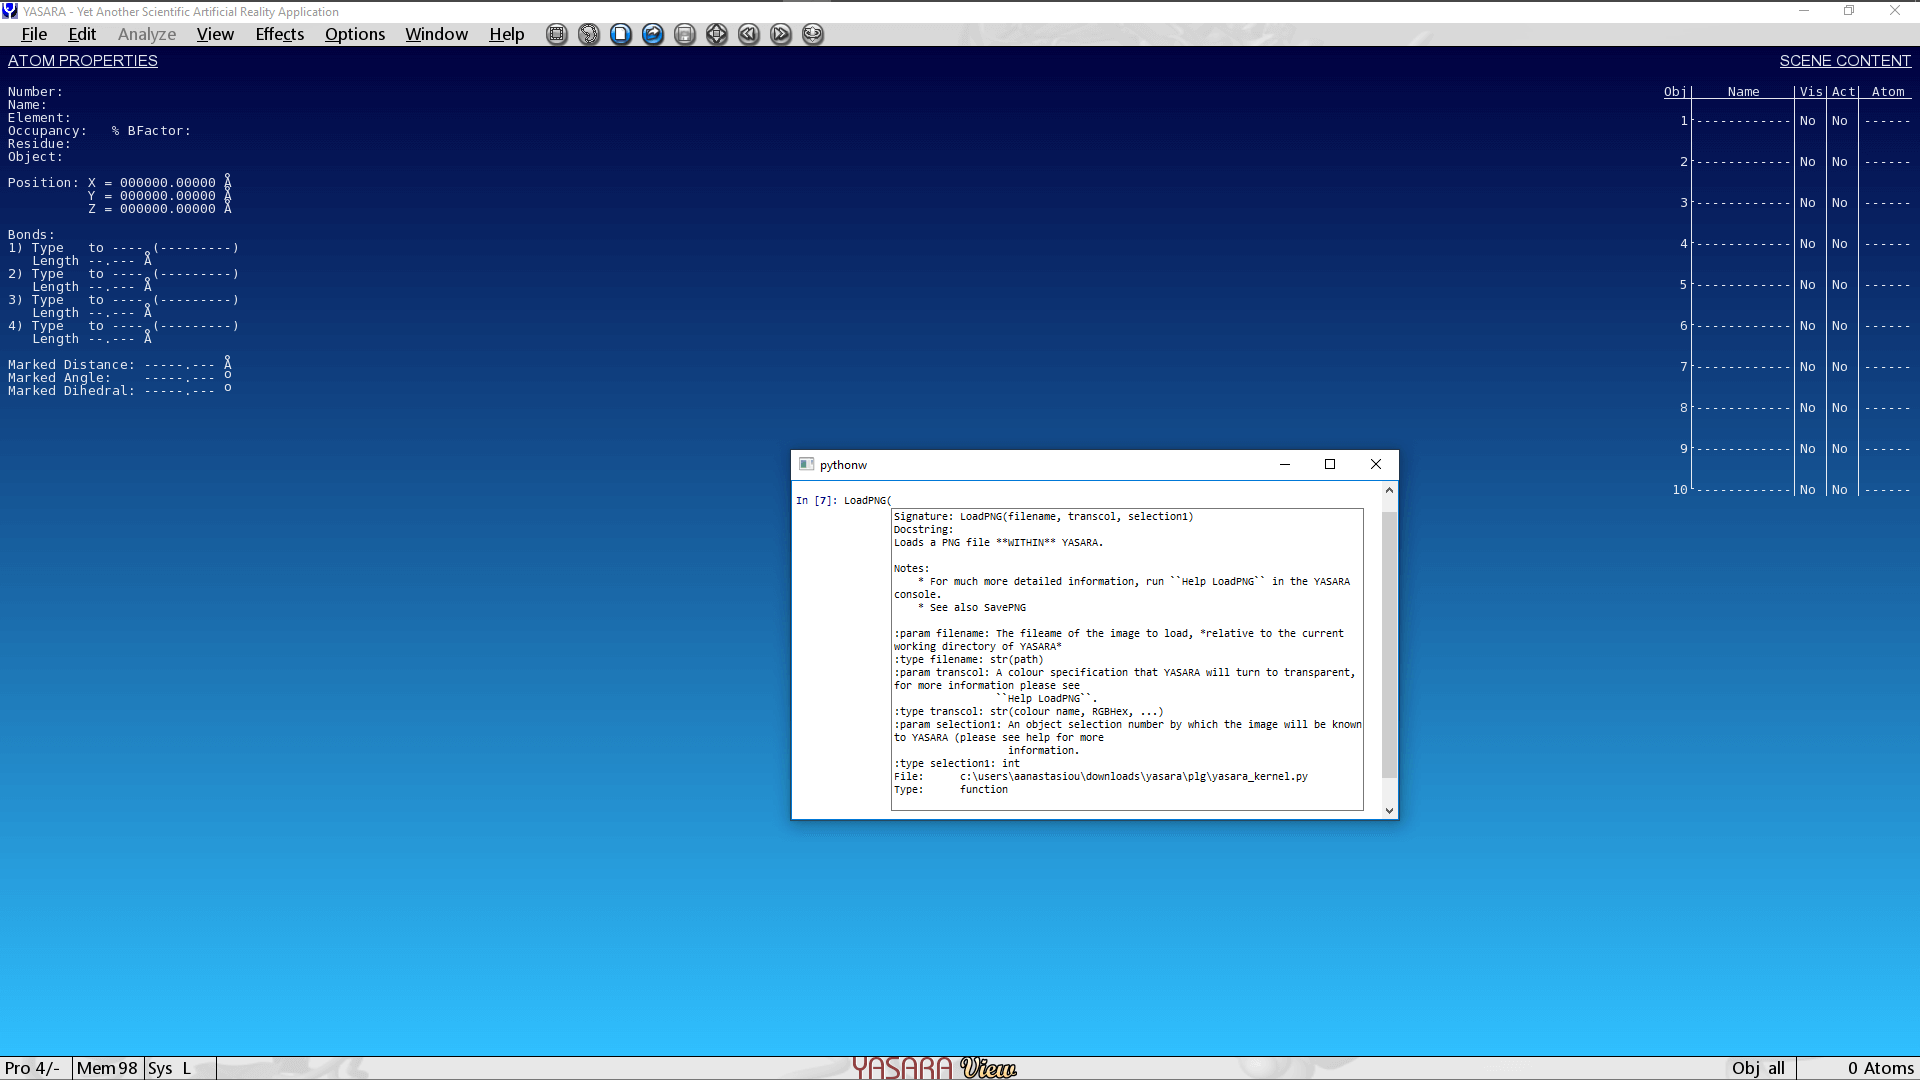 YASARA - Yet Another Scientific Artificial Reality Application
File Edit Analyze View Effects Options Window Help
ATOM PROPERTIES
Number:
Name:
Element:
Occupancy:   % BFactor:
Residue:
Object:
Position: X = 000000.00000 Å
Y = 000000.00000 Å
Z = 000000.00000 Å
Bonds:
1) Type   to ---- (---------)
Length --.--- Å
2) Type   to ---- (---------)
Length --.--- Å
3) Type   to ---- (---------)
Length --.--- Å
4) Type   to ---- (---------)
Length --.--- Å
Marked Distance: -----.--- Å
Marked Angle:    -----.--- o
Marked Dihedral: -----.--- o
SCENE CONTENT
Obj| Name |Vis|Act| Atom
1 ------------ No No ------
2 ------------ No No ------
3 ------------ No No ------
4 ------------ No No ------
5 ------------ No No ------
6 ------------ No No ------
7 ------------ No No ------
8 ------------ No No ------
9 ------------ No No ------
10 ------------ No No ------
pythonw
In [7]: LoadPNG(
Signature: LoadPNG(filename, transcol, selection1)
Docstring:
Loads a PNG file **WITHIN** YASARA.
Notes:
* For much more detailed information, run ``Help LoadPNG`` in the YASARA
console.
* See also SavePNG
:param filename: The fileame of the image to load, *relative to the current
working directory of YASARA*
:type filename: str(path)
:param transcol: A colour specification that YASARA will turn to transparent,
for more information please see
``Help LoadPNG``.
:type transcol: str(colour name, RGBHex, ...)
:param selection1: An object selection number by which the image will be known
to YASARA (please see help for more
information.
:type selection1: int
File:      c:\users\aanastasiou\downloads\yasara\plg\yasara_kernel.py
Type:      function
Pro 4/- Mem 98 Sys L
YASARA View
Obj all 0 Atoms